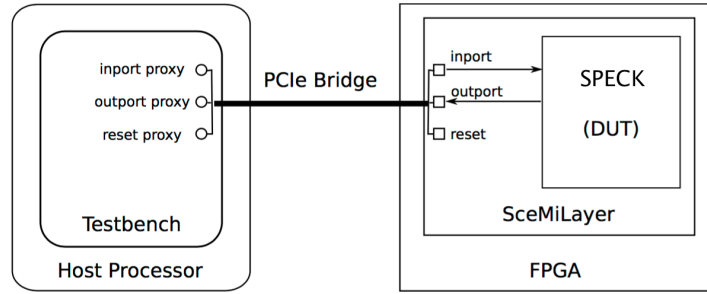 inport proxy
outport proxy
reset proxy
Testbench
Host Processor
PCIe Bridge
inport
outport
reset
SPECK
(DUT)
SceMiLayer
FPGA